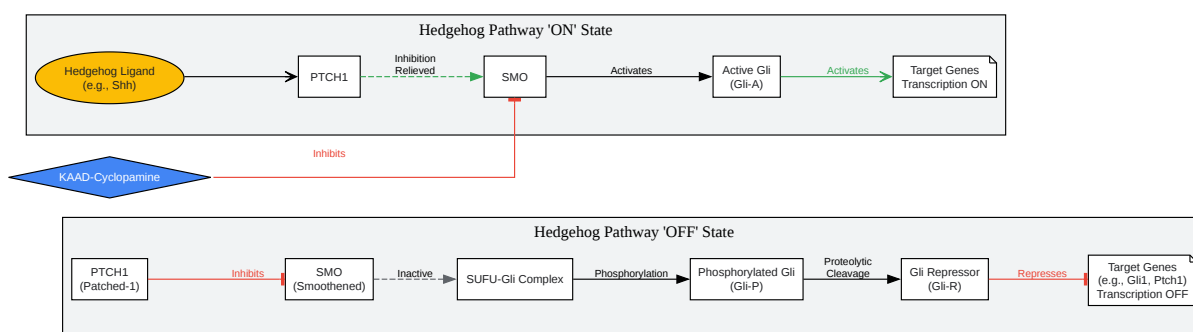 Hedgehog Pathway 'ON' State
Hedgehog Ligand
(e.g., Shh)
PTCH1
Inhibition
Relieved
SMO
Activates
Active Gli
(Gli-A)
Activates
Target Genes
Transcription ON
Inhibits
KAAD-Cyclopamine
Hedgehog Pathway 'OFF' State
PTCH1
(Patched-1)
Inhibits
SMO
(Smoothened)
Inactive
SUFU-Gli Complex
Phosphorylation
Phosphorylated Gli
(Gli-P)
Proteolytic
Cleavage
Gli Repressor
(Gli-R)
Represses
Target Genes
(e.g., Gli1, Ptch1)
Transcription OFF